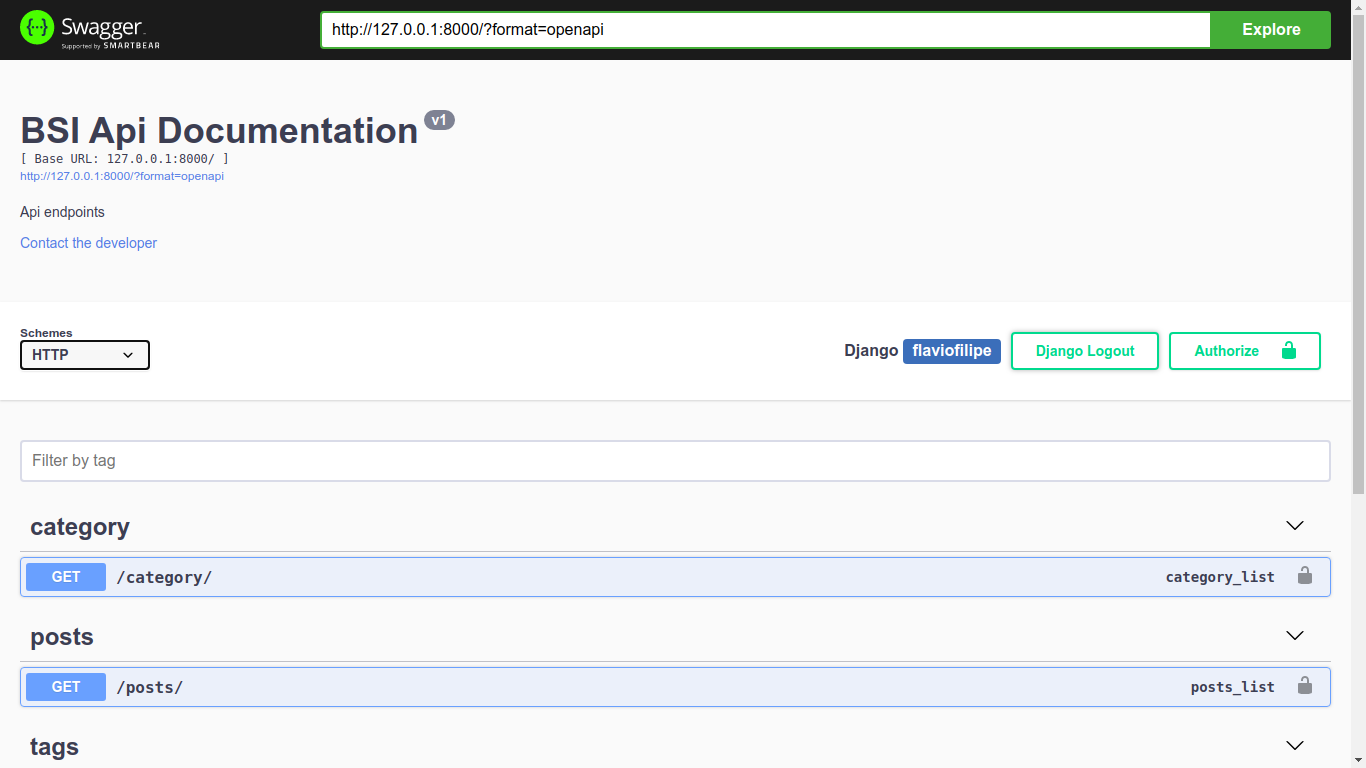 Swagger
Supported by SMARTBEAR
http://127.0.0.1:8000/?format=openapi
Explore
BSI Api Documentation v1
[ Base URL: 127.0.0.1:8000/ ]
http://127.0.0.1:8000/?format=openapi
Api endpoints
Contact the developer
Schemes
HTTP
Django flaviofilipe
Django Logout
Authorize
Filter by tag
category
GET /category/ category_list
posts
GET /posts/ posts_list
tags